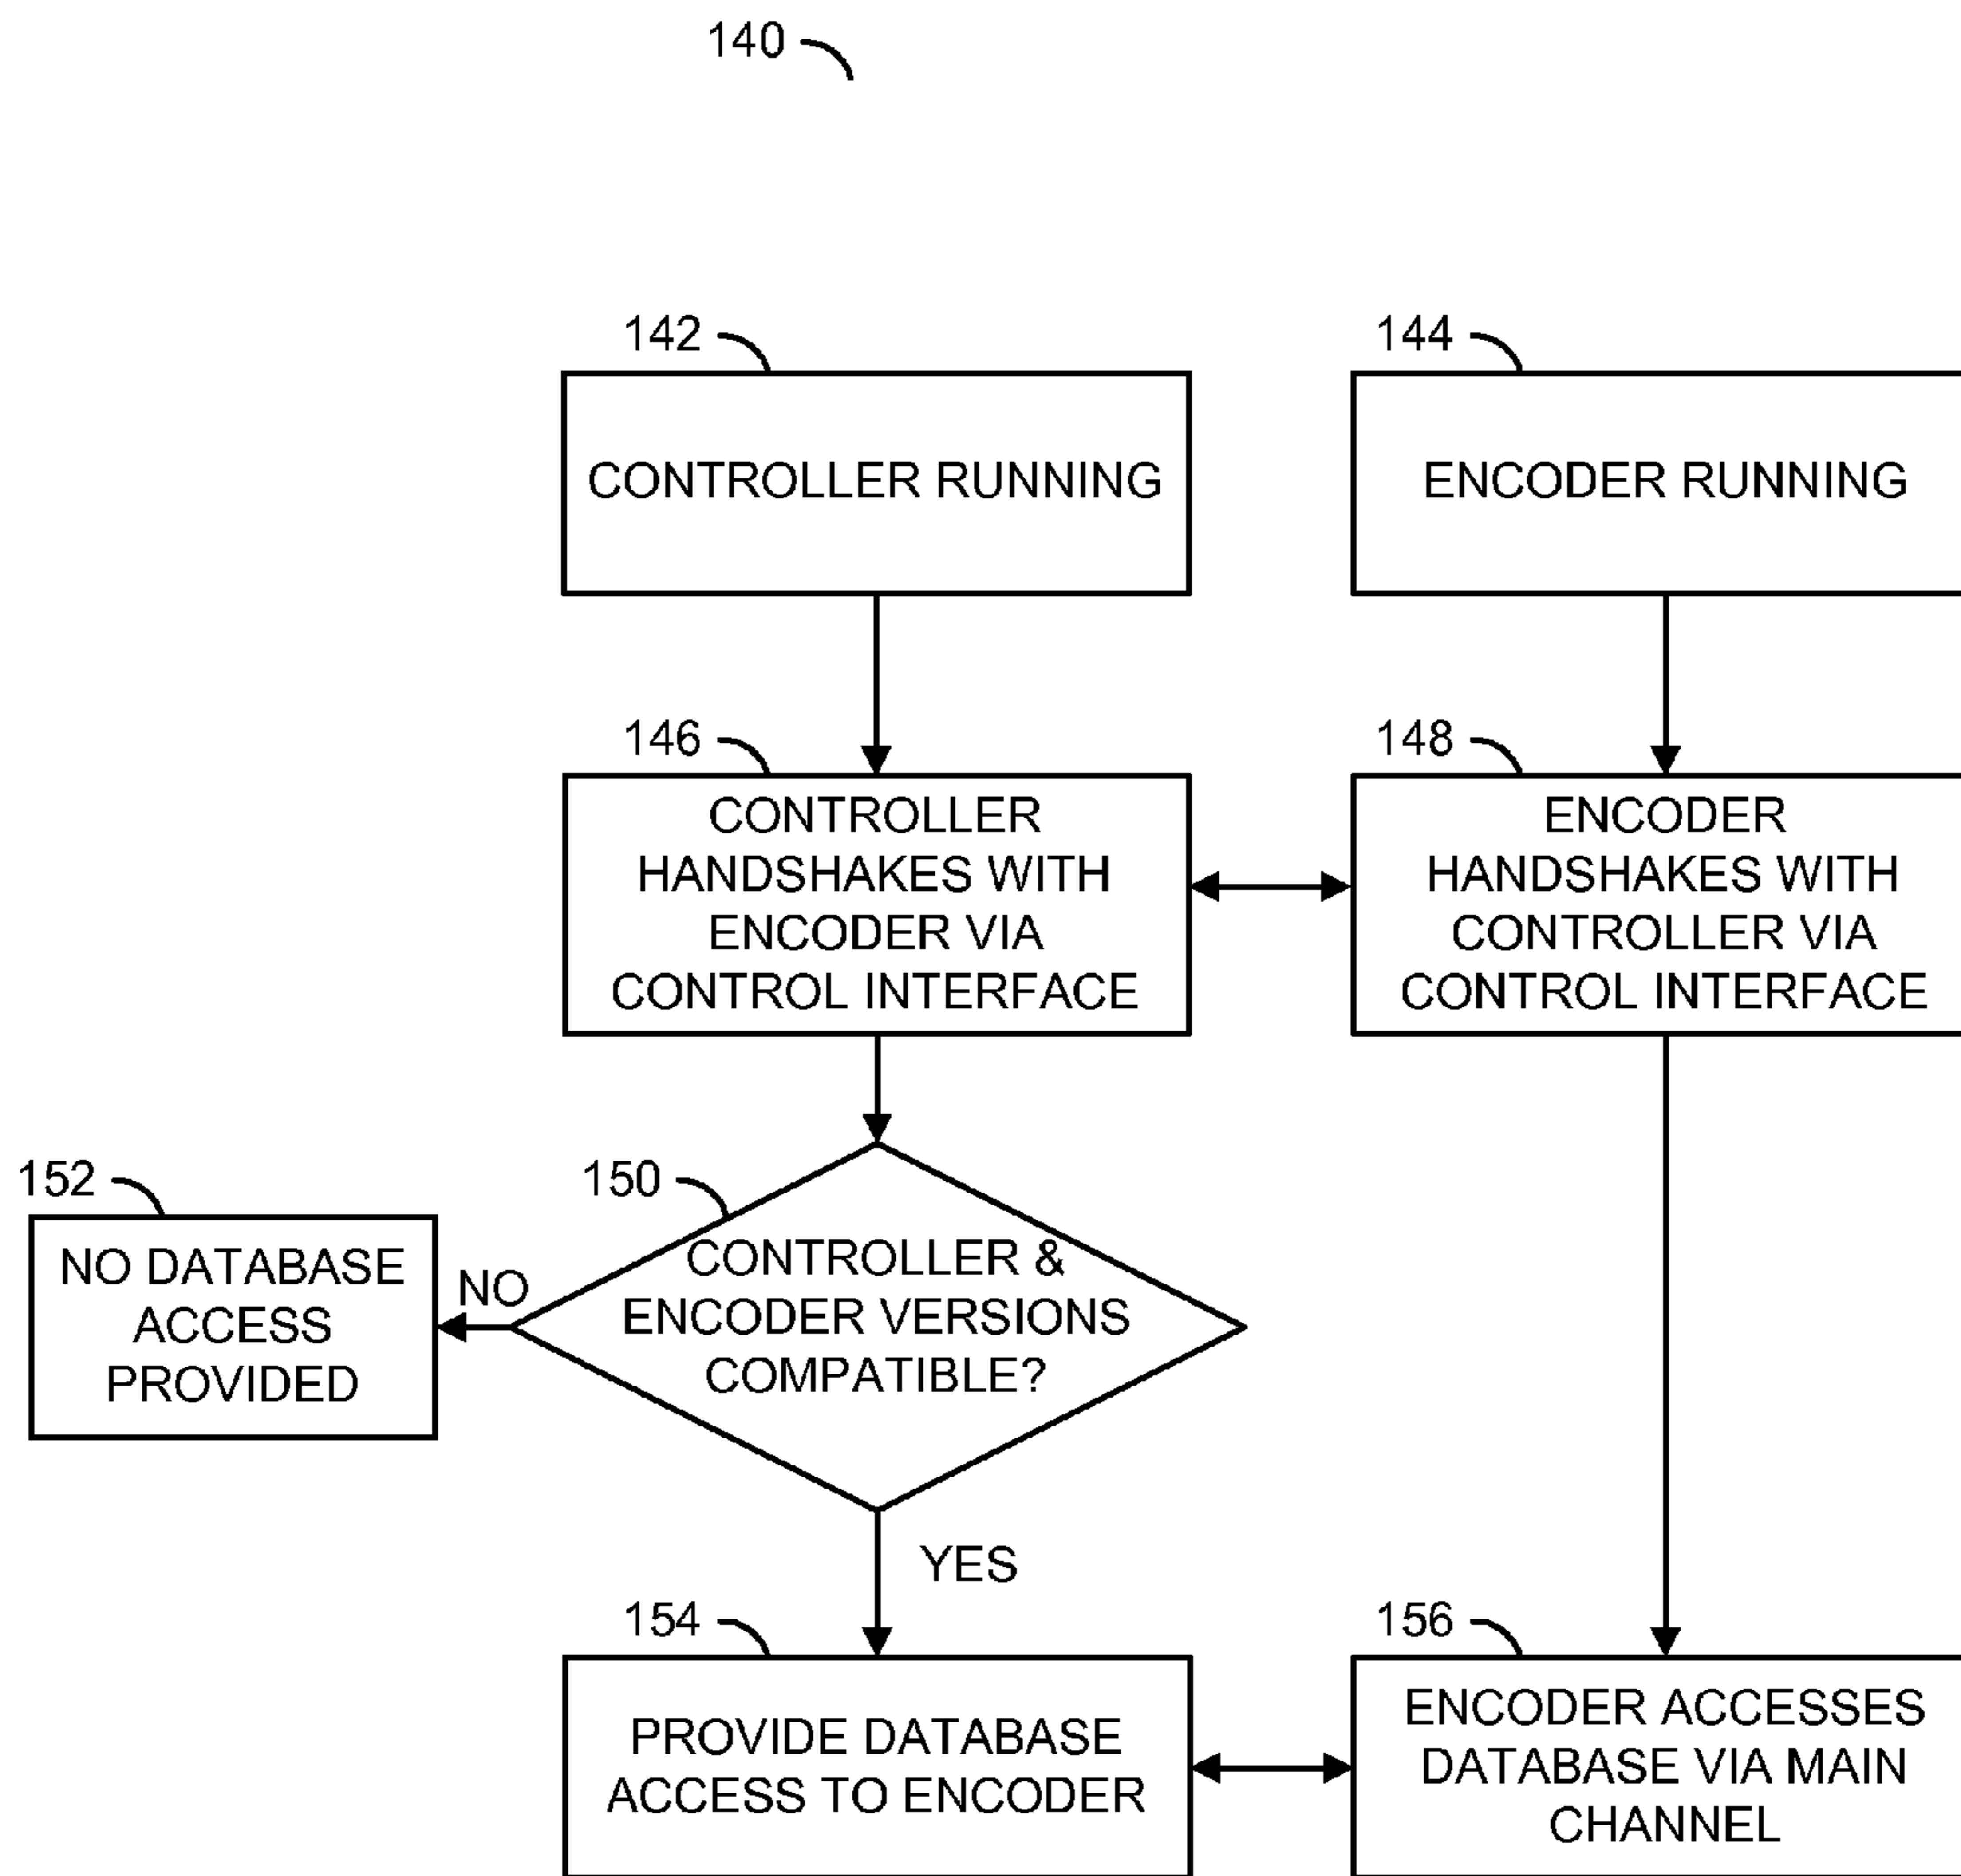 140
142
CONTROLLER RUNNING
144
ENCODER RUNNING
146
CONTROLLER
HANDSHAKES WITH
ENCODER VIA
CONTROL INTERFACE
148
ENCODER
HANDSHAKES WITH
CONTROLLER VIA
CONTROL INTERFACE
150
CONTROLLER &
ENCODER VERSIONS
COMPATIBLE?
152
NO DATABASE
ACCESS
PROVIDED
NO
YES
154
PROVIDE DATABASE
ACCESS TO ENCODER
156
ENCODER ACCESSES
DATABASE VIA MAIN
CHANNEL